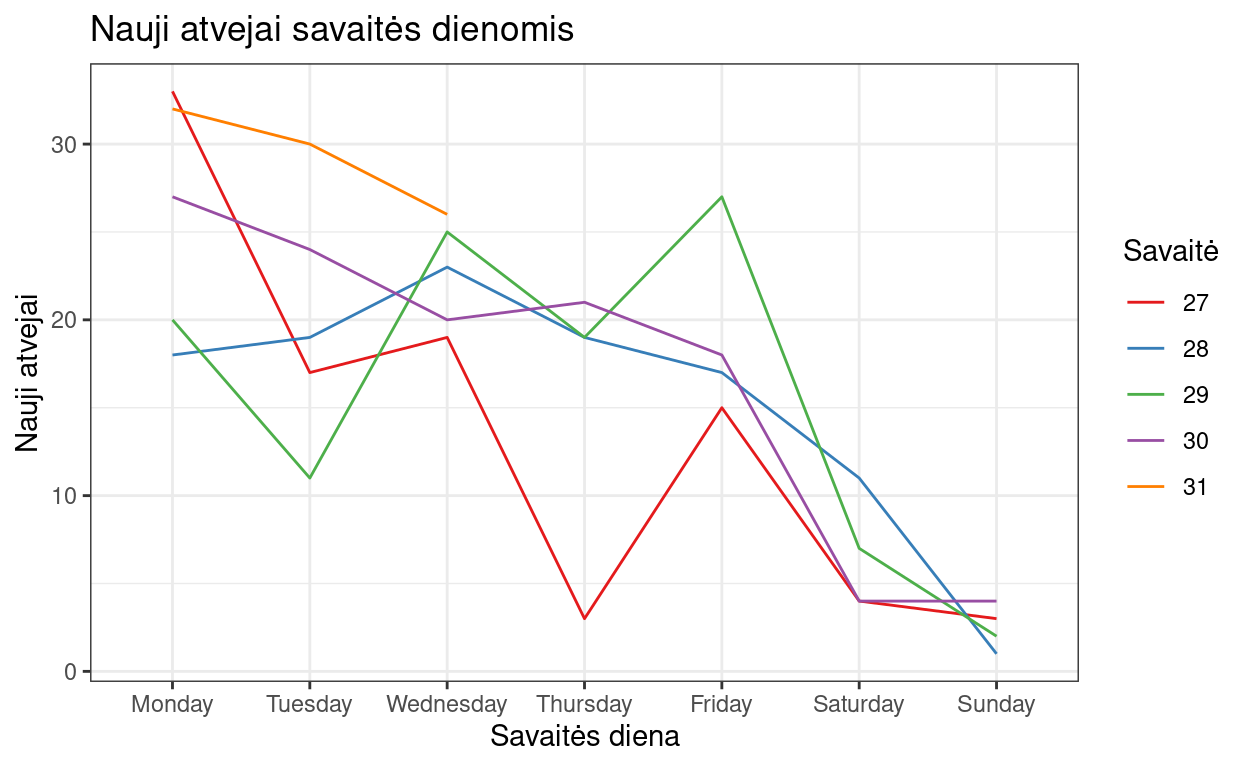 Nauji atvejai savaitės dienomis
Nauji atvejai
30
20
10
0
Monday Tuesday Wednesday Thursday Friday Saturday Sunday
Savaitės diena
Savaitė
27
28
29
30
31